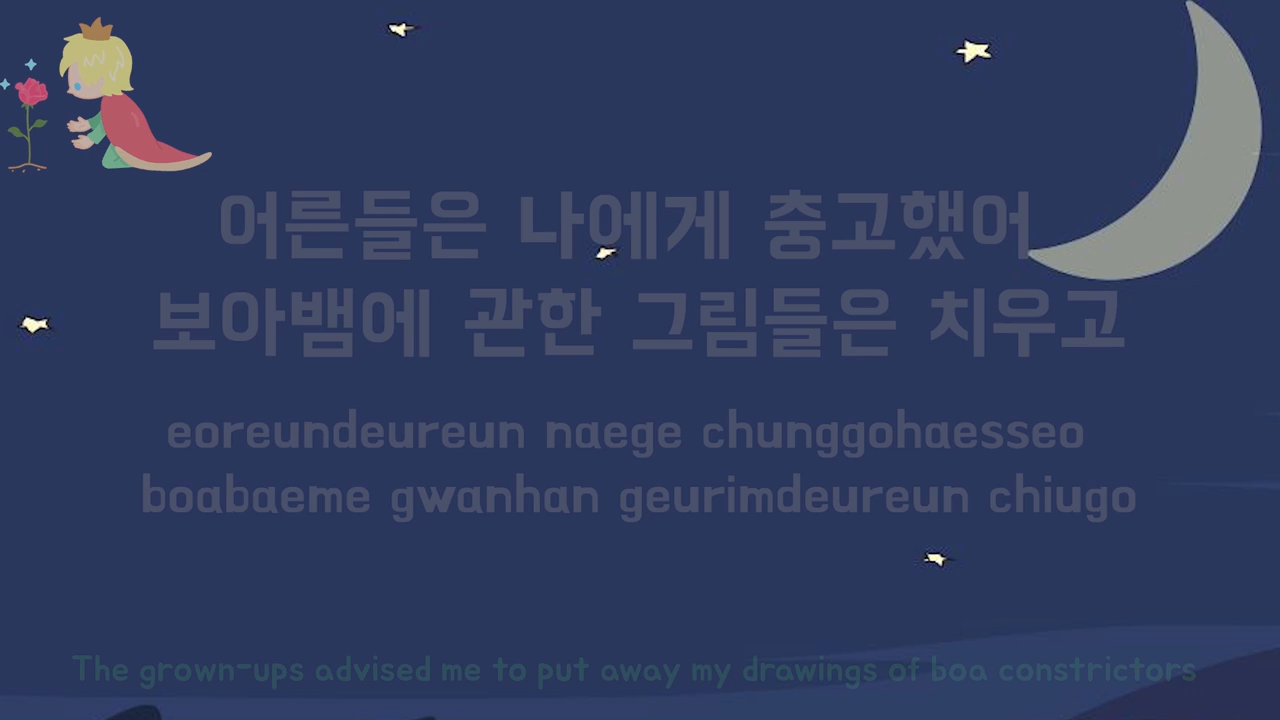 어른들은 나에게 충고했어
보아뱀에 관한 그림들은 치우고
eoreundeureun naege chunggohaesseo
boabaeme gwanhan geurimdeureun chiugo
The grown-ups advised me to put away my drawings of boa constrictors